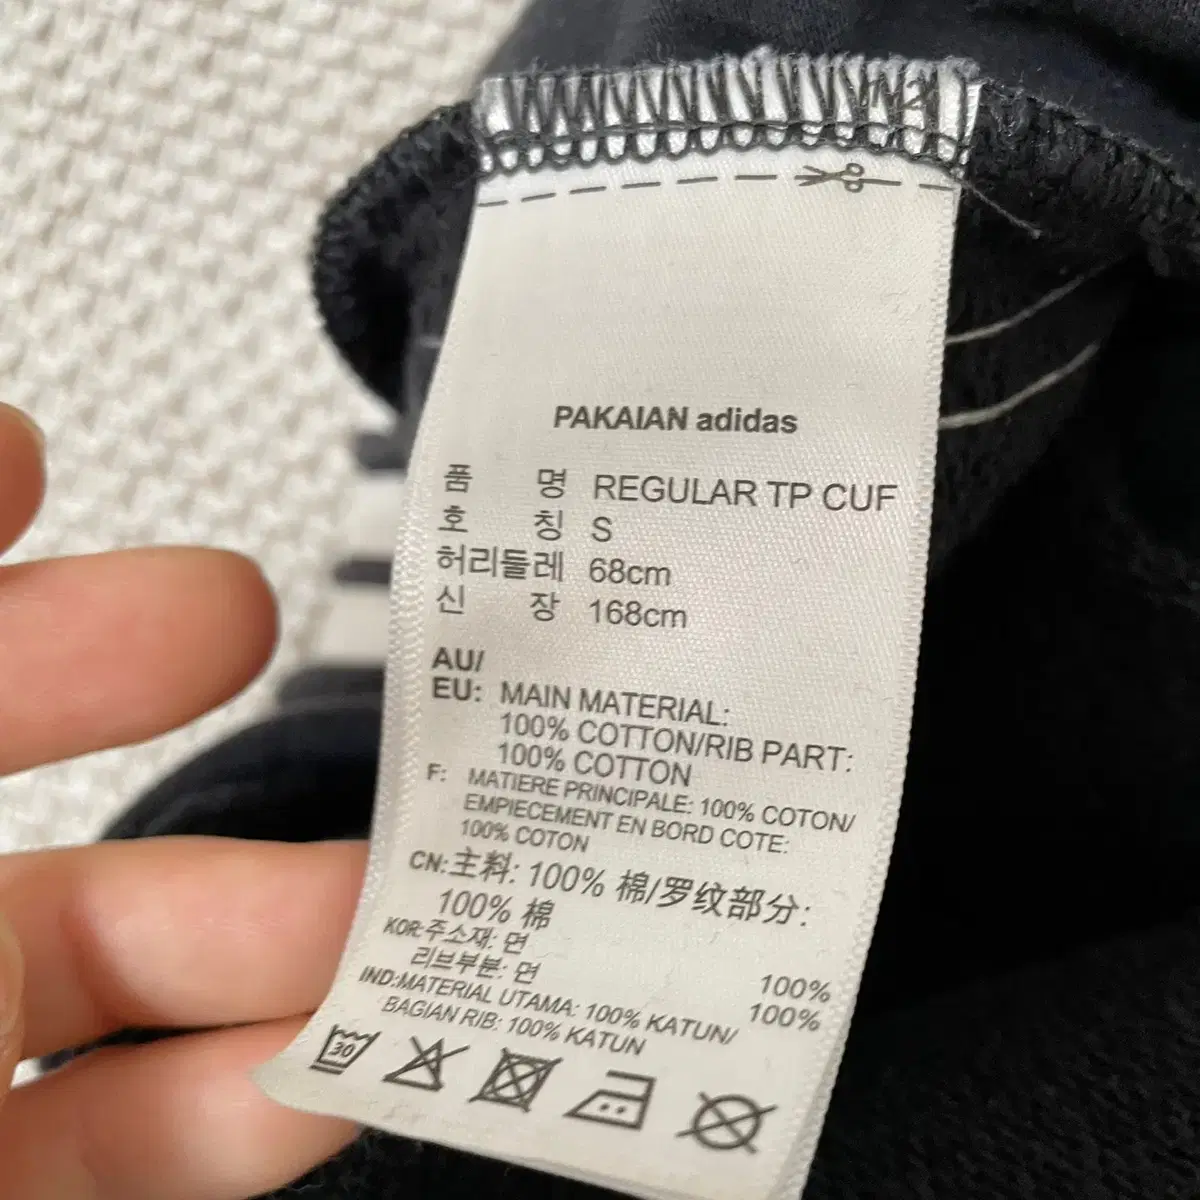 PAKAIAN adidas
품 명 REGULAR TP CUF
호 칭 S
허리둘레 68cm
신 장 168cm
AU/
EU: MAIN MATERIAL:
100% COTTON/RIB PART:
100% COTTON
F: MATIERE PRINCIPALE: 100% COTON/
EMPIECEMENT EN BORD COTE:
100% COTON
CN:主料: 100% 棉/罗纹部分:
100% 棉
KOR:주소재: 면 100%
리브부분: 면 100%
IND:MATERIAL UTAMA: 100% KATUN/
BAGIAN RIB: 100% KATUN
30